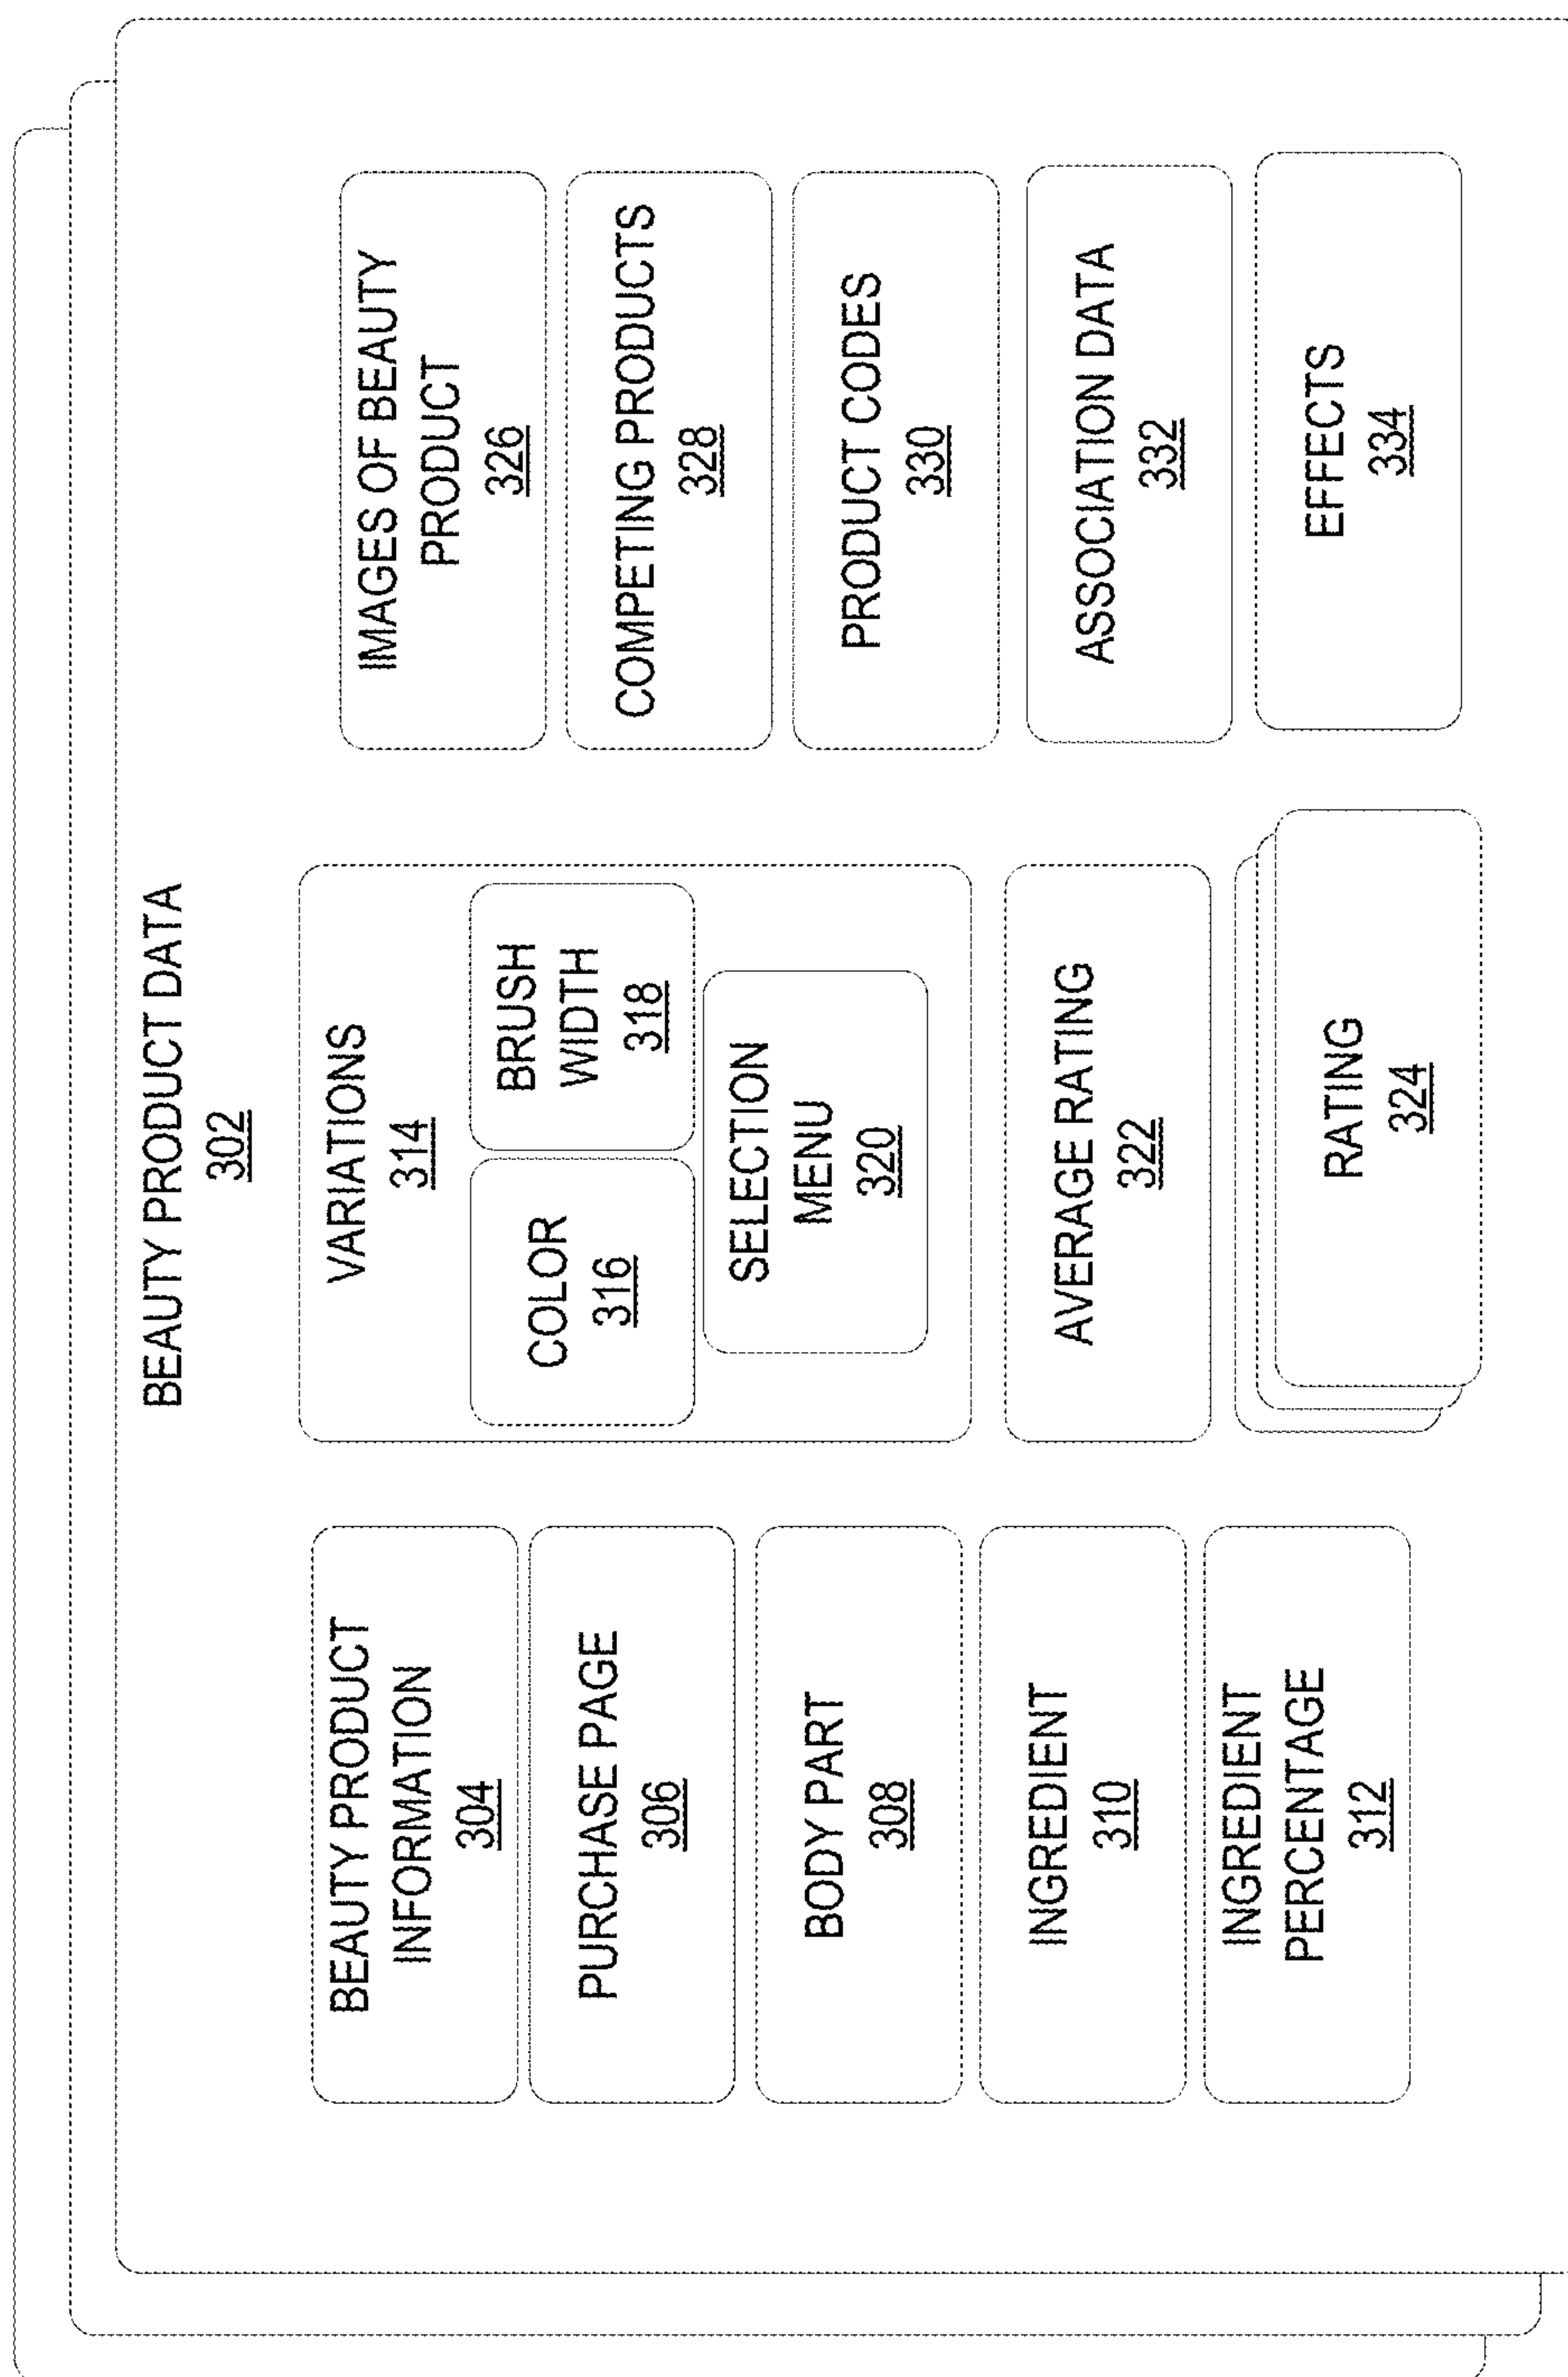 BEAUTY PRODUCT DATA
302
BEAUTY PRODUCT
INFORMATION
304
PURCHASE PAGE
306
BODY PART
308
INGREDIENT
310
INGREDIENT
PERCENTAGE
312
VARIATIONS
314
COLOR
316
BRUSH
WIDTH
318
SELECTION
MENU
320
AVERAGE RATING
322
RATING
324
IMAGES OF BEAUTY
PRODUCT
326
COMPETING PRODUCTS
328
PRODUCT CODES
330
ASSOCIATION DATA
332
EFFECTS
334